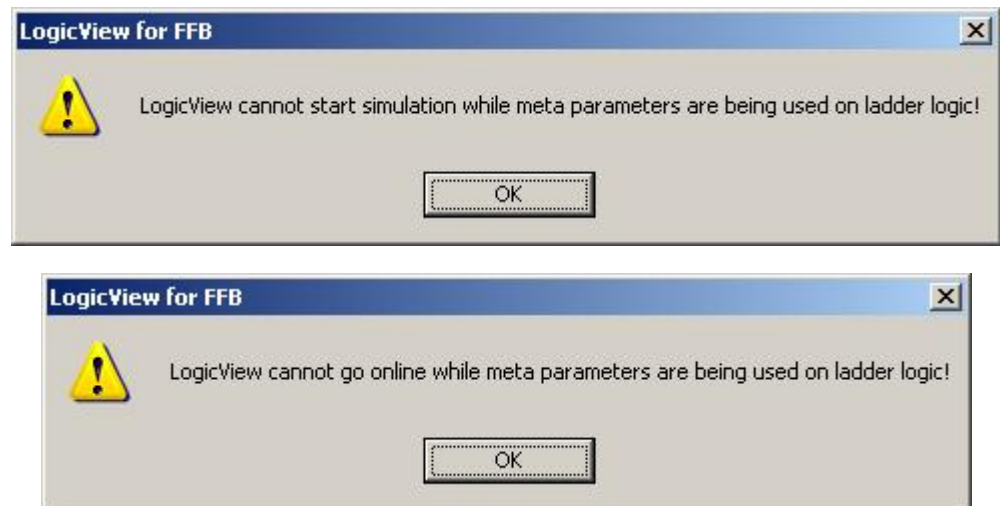 LogicView for FFB
LogicView cannot start simulation while meta parameters are being used on ladder logic!
OK
LogicView for FFB
LogicView cannot go online while meta parameters are being used on ladder logic!
OK